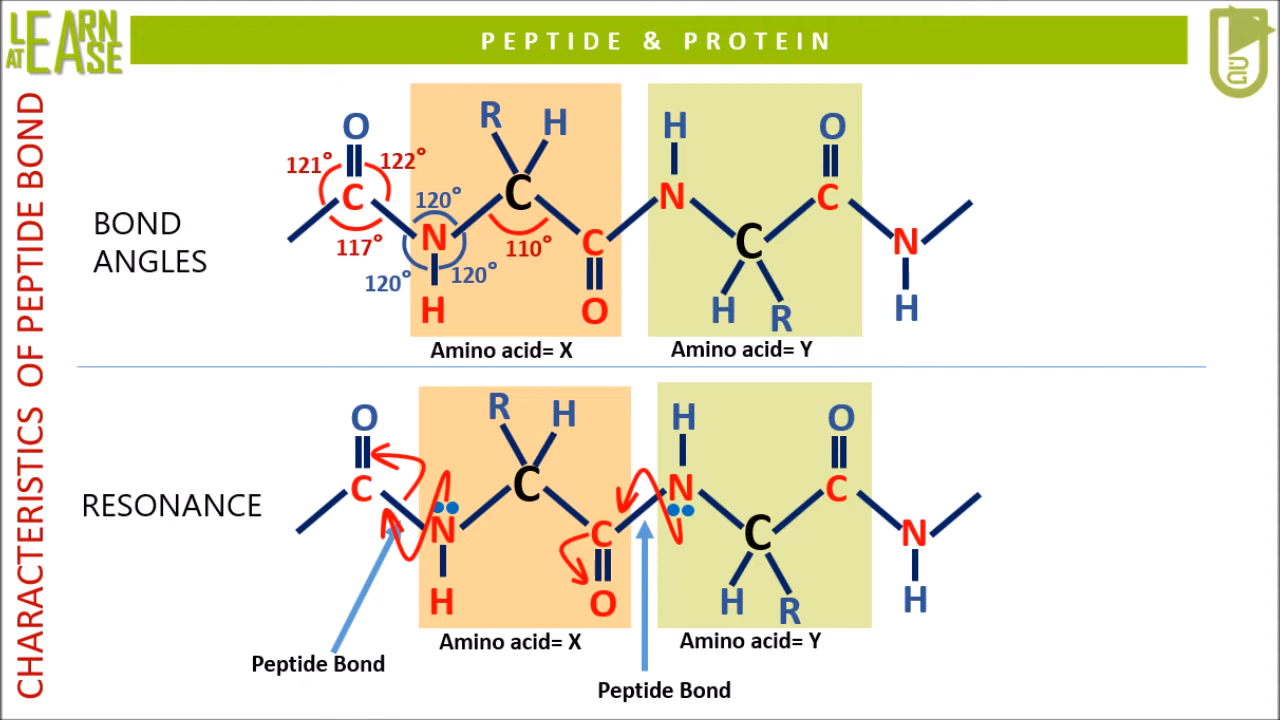 LEARN
AT EASE
PEPTIDE & PROTEIN
CHARACTERISTICS OF PEPTIDE BOND
BOND
ANGLES
O
121°
122°
C
117°
120°
N
120°
120°
H
R
H
C
110°
C
O
Amino acid= X
H
N
C
H
R
O
C
Amino acid= Y
N
H
RESONANCE
O
C
N
H
R
H
C
C
O
Amino acid= X
H
N
C
H
R
O
C
Amino acid= Y
N
H
Peptide Bond
Peptide Bond